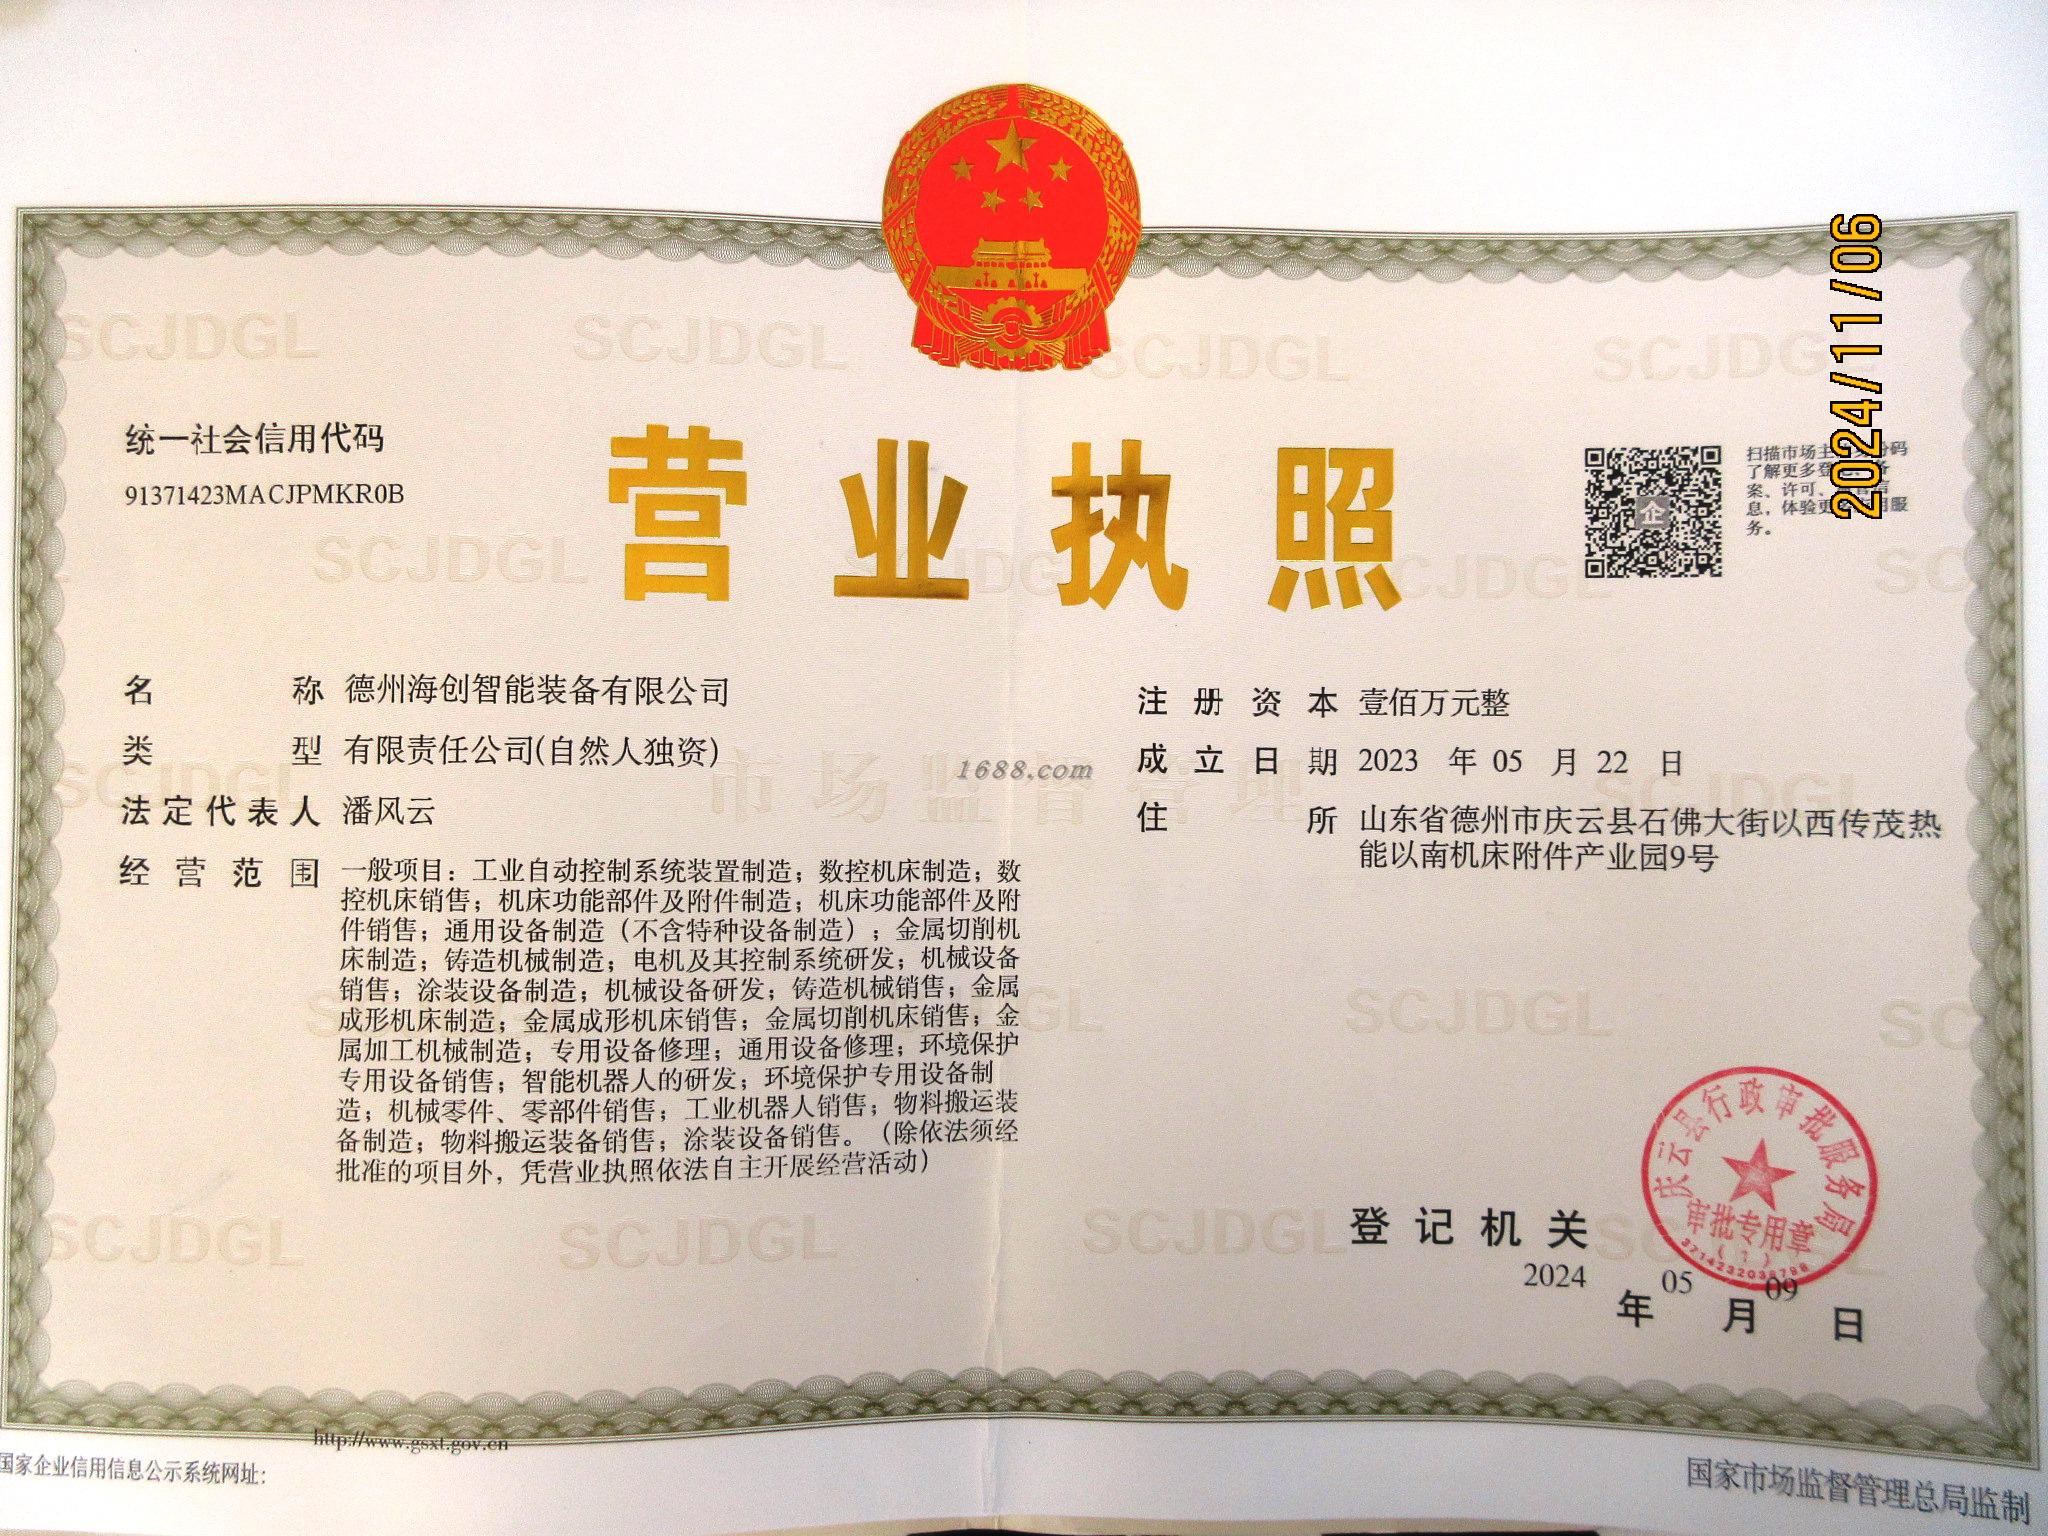 2024/11/06
统一社会信用代码
91371423MACJPMKR0B
营业执照
企
扫描市场主
码
了解更多登
案、许可、
息,体验更
服
务。
名称 德州海创智能装备有限公司
类型 有限责任公司(自然人独资)
法定代表人 潘风云
经营范围 一般项目:工业自动控制系统装置制造;数控机床制造;数
控机床销售;机床功能部件及附件制造;机床功能部件及附
件销售;通用设备制造(不含特种设备制造);金属切削机
床制造;铸造机械制造;电机及其控制系统研发;机械设备
销售;涂装设备制造;机械设备研发;铸造机械销售;金属
成形机床制造;金属成形机床销售;金属切削机床销售;金
属加工机械制造;专用设备修理;通用设备修理;环境保护
专用设备销售;智能机器人的研发;环境保护专用设备制
造;机械零件、零部件销售;工业机器人销售;物料搬运装
备制造;物料搬运装备销售;涂装设备销售。(除依法须经
批准的项目外,凭营业执照依法自主开展经营活动)
注册资本 壹佰万元整
成立日期 2023 年 05 月 22 日
住所 山东省德州市庆云县石佛大街以西传茂热
能以南机床附件产业园9号
1688.com
市场监督管理
SCJDGL
SCJDGL
SCJDGL
SCJDGL
SCJDGL
SCJDGL
SCJDGL
SCJDGL
登记机关
庆云县行政审批服务局
审批专用章
(1)
2024 年 05 月 09 日
http://www.gsxt.gov.cn
国家企业信用信息公示系统网址:
国家市场监督管理总局监制